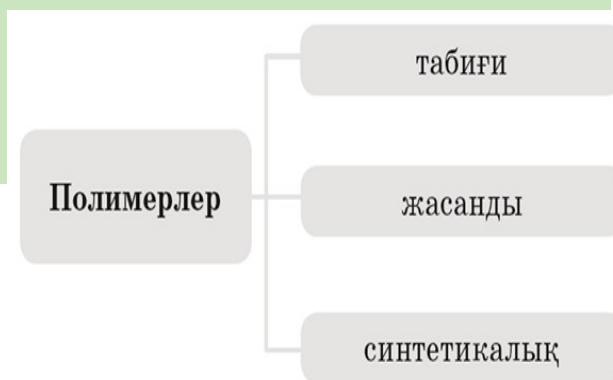 Полимерлер
табиғи
жасанды
синтетикалық